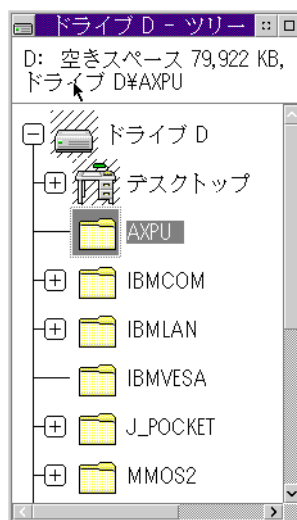 ドライブ D - ツリー
D: 空きスペース 79,922 KB,
ドライブ D¥AXPU
ドライブ D
デスクトップ
AXPU
IBMCOM
IBMLAN
IBMVESA
J_POCKET
MMOS2